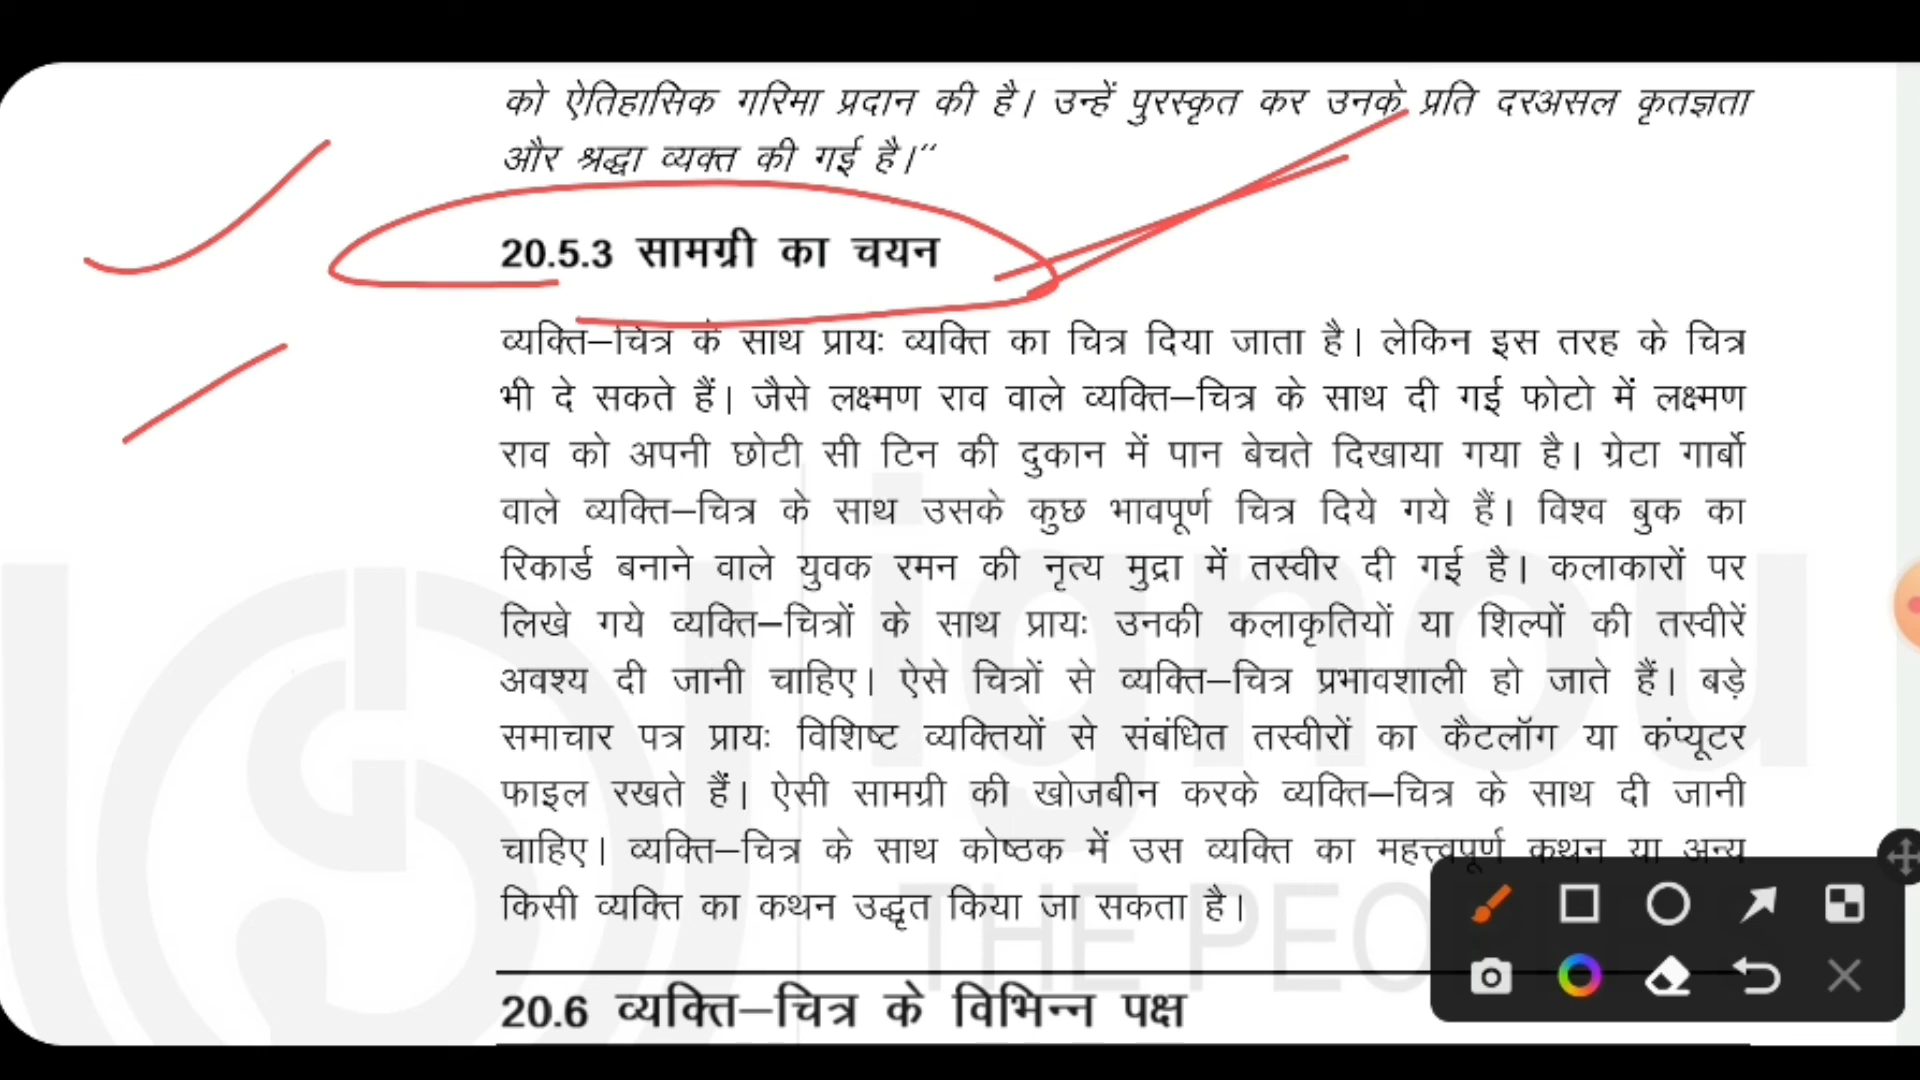 को ऐतिहासिक गरिमा प्रदान की है। उन्हें पुरस्कृत कर उनके प्रति दरअसल कृतज्ञता
और श्रद्धा व्यक्त की गई है।“
20.5.3 सामग्री का चयन
व्यक्ति–चित्र के साथ प्रायः व्यक्ति का चित्र दिया जाता है। लेकिन इस तरह के चित्र
भी दे सकते हैं। जैसे लक्ष्मण राव वाले व्यक्ति–चित्र के साथ दी गई फोटो में लक्ष्मण
राव को अपनी छोटी सी टिन की दुकान में पान बेचते दिखाया गया है। ग्रेटा गार्बो
वाले व्यक्ति–चित्र के साथ उसके कुछ भावपूर्ण चित्र दिये गये हैं। विश्व बुक का
रिकार्ड बनाने वाले युवक रमन की नृत्य मुद्रा में तस्वीर दी गई है। कलाकारों पर
लिखे गये व्यक्ति–चित्रों के साथ प्रायः उनकी कलाकृतियों या शिल्पों की तस्वीरें
अवश्य दी जानी चाहिए। ऐसे चित्रों से व्यक्ति–चित्र प्रभावशाली हो जाते हैं। बड़े
समाचार पत्र प्रायः विशिष्ट व्यक्तियों से संबंधित तस्वीरों का कैटलॉग या कंप्यूटर
फाइल रखते हैं। ऐसी सामग्री की खोजबीन करके व्यक्ति–चित्र के साथ दी जानी
चाहिए। व्यक्ति–चित्र के साथ कोष्ठक में उस व्यक्ति का महत्त्वपूर्ण कथन या अन्य
किसी व्यक्ति का कथन उद्धृत किया जा सकता है।
ignou
THE PEO
20.6 व्यक्ति–चित्र के विभिन्न पक्ष